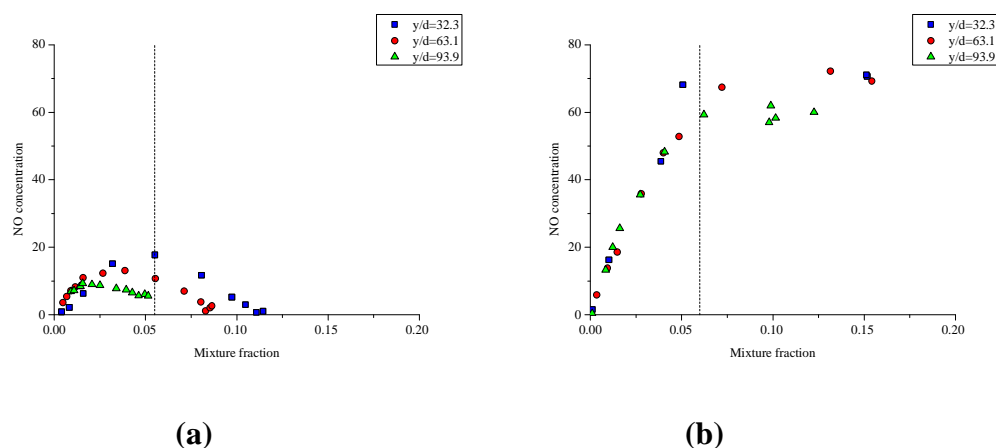 y/d=32.3
y/d=63.1
y/d=93.9
80
60
40
20
0
NO concentration
0.00 0.05 0.10 0.15 0.20
Mixture fraction
(a)
y/d=32.3
y/d=63.1
y/d=93.9
80
60
40
20
0
NO concentration
0.00 0.05 0.10 0.15 0.20
Mixture fraction
(b)